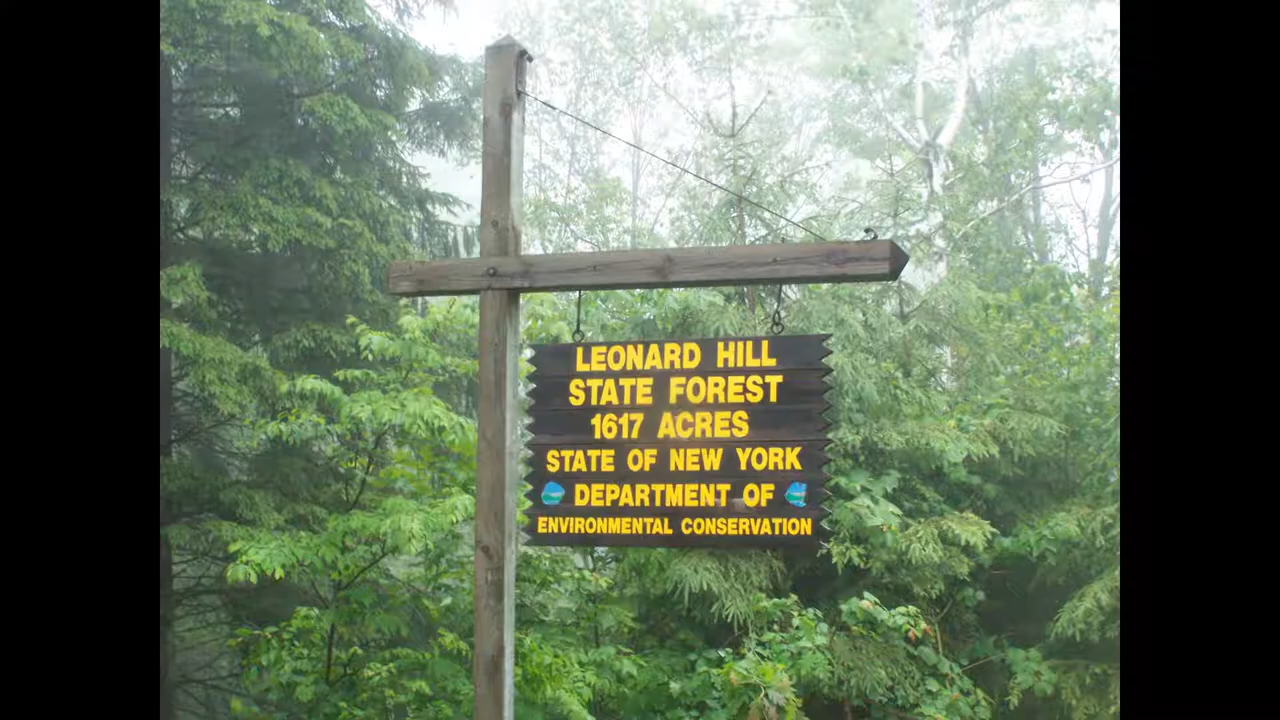 LEONARD HILL
STATE FOREST
1617 ACRES
STATE OF NEW YORK
DEPARTMENT OF
ENVIRONMENTAL CONSERVATION